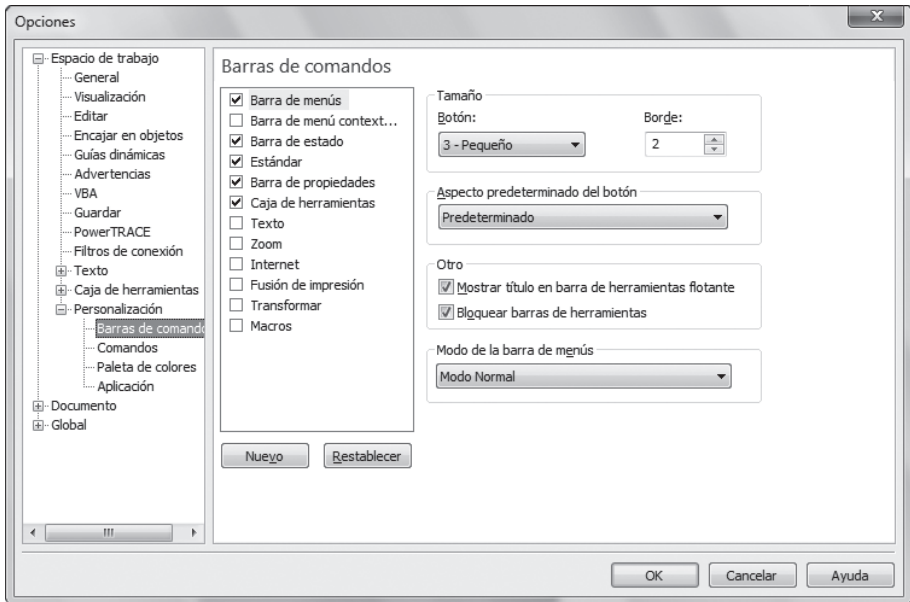 Opciones
Espacio de trabajo
General
Visualización
Editar
Encajar en objetos
Guías dinámicas
Advertencias
VBA
Guardar
PowerTRACE
Filtros de conexión
Texto
Caja de herramientas
Personalización
Barras de comando
Comandos
Paleta de colores
Aplicación
Documento
Global
Barras de comandos
Barra de menús
Barra de menú context...
Barra de estado
Estándar
Barra de propiedades
Caja de herramientas
Texto
Zoom
Internet
Fusión de impresión
Transformar
Macros
Nuevo
Restablecer
Tamaño
Botón:
Borde:
3 - Pequeño
2
Aspecto predeterminado del botón
Predeterminado
Otro
Mostrar título en barra de herramientas flotante
Bloquear barras de herramientas
Modo de la barra de menús
Modo Normal
OK
Cancelar
Ayuda